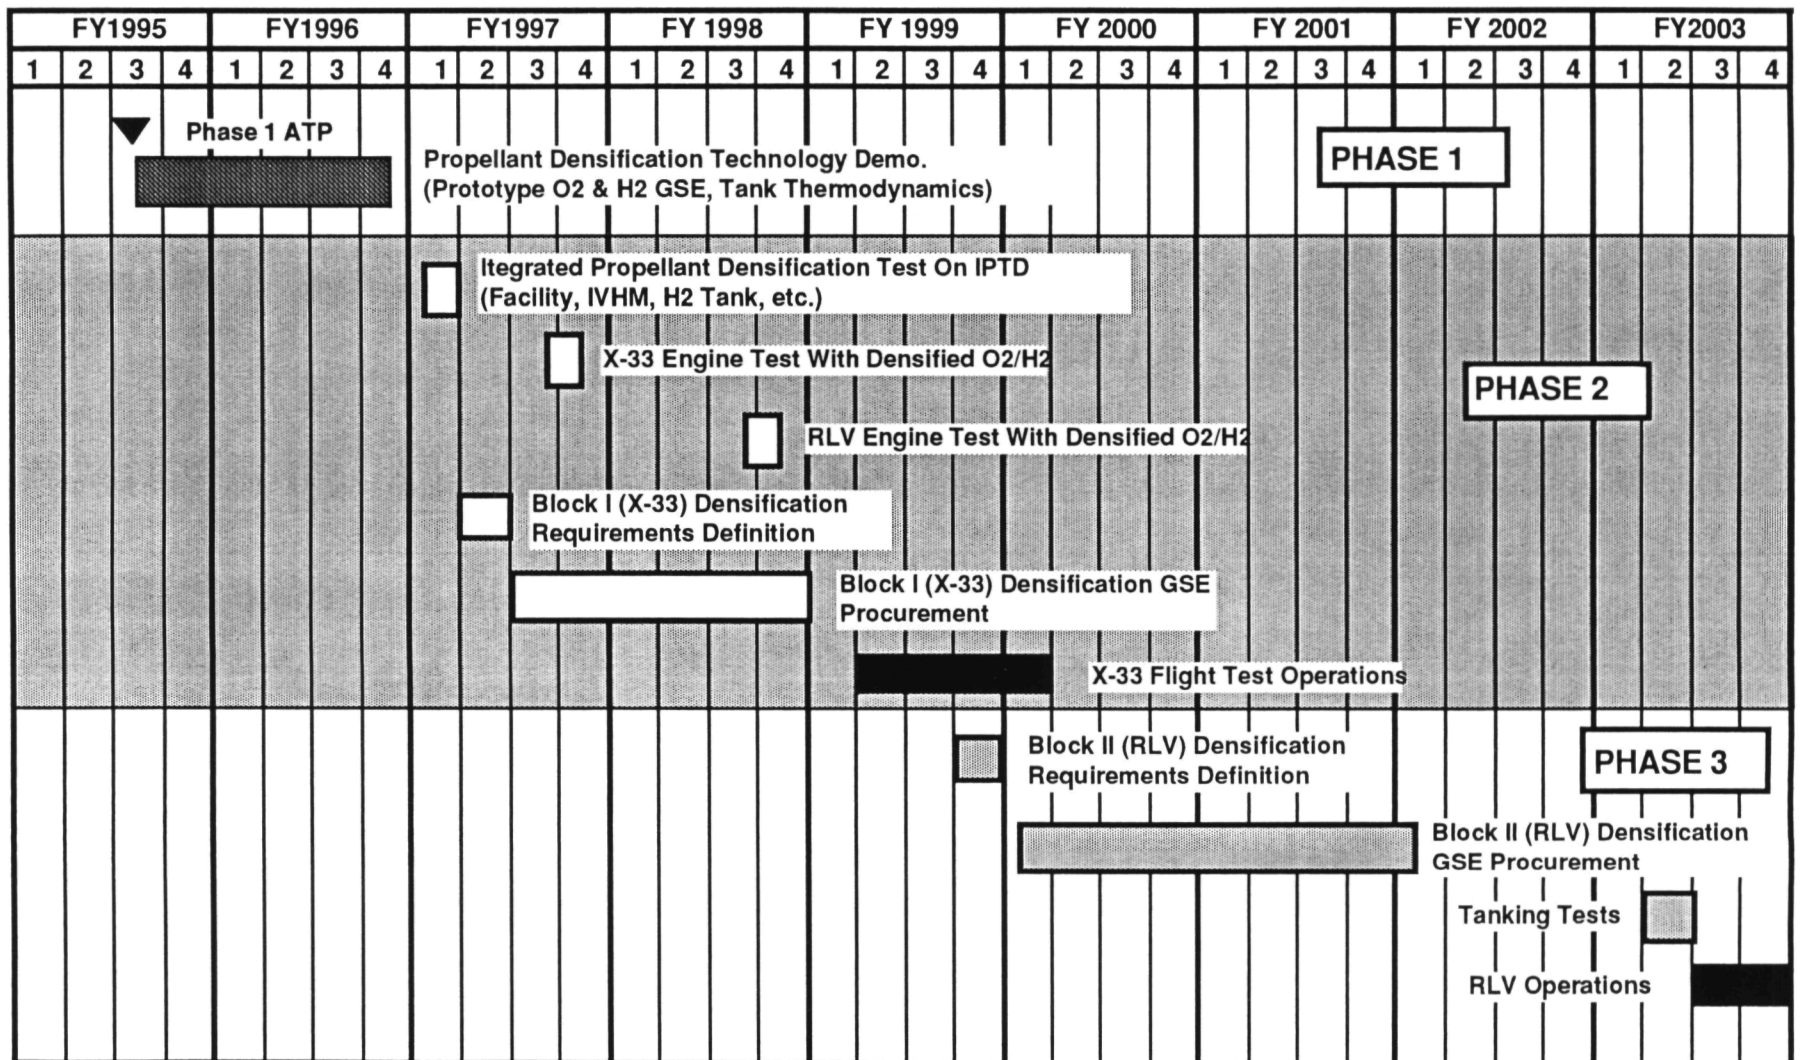 FY1995 FY1996 FY1997 FY 1998 FY 1999 FY 2000 FY 2001 FY 2002 FY2003
1 2 3 4 1 2 3 4 1 2 3 4 1 2 3 4 1 2 3 4 1 2 3 4 1 2 3 4 1 2 3 4 1 2 3 4
Phase 1 ATP
Propellant Densification Technology Demo.
(Prototype O2 & H2 GSE, Tank Thermodynamics)
PHASE 1
Itegrated Propellant Densification Test On IPTD
(Facility, IVHM, H2 Tank, etc.)
X-33 Engine Test With Densified O2/H2
PHASE 2
RLV Engine Test With Densified O2/H2
Block I (X-33) Densification
Requirements Definition
Block I (X-33) Densification GSE
Procurement
X-33 Flight Test Operations
Block II (RLV) Densification
Requirements Definition
PHASE 3
Block II (RLV) Densification
GSE Procurement
Tanking Tests
RLV Operations